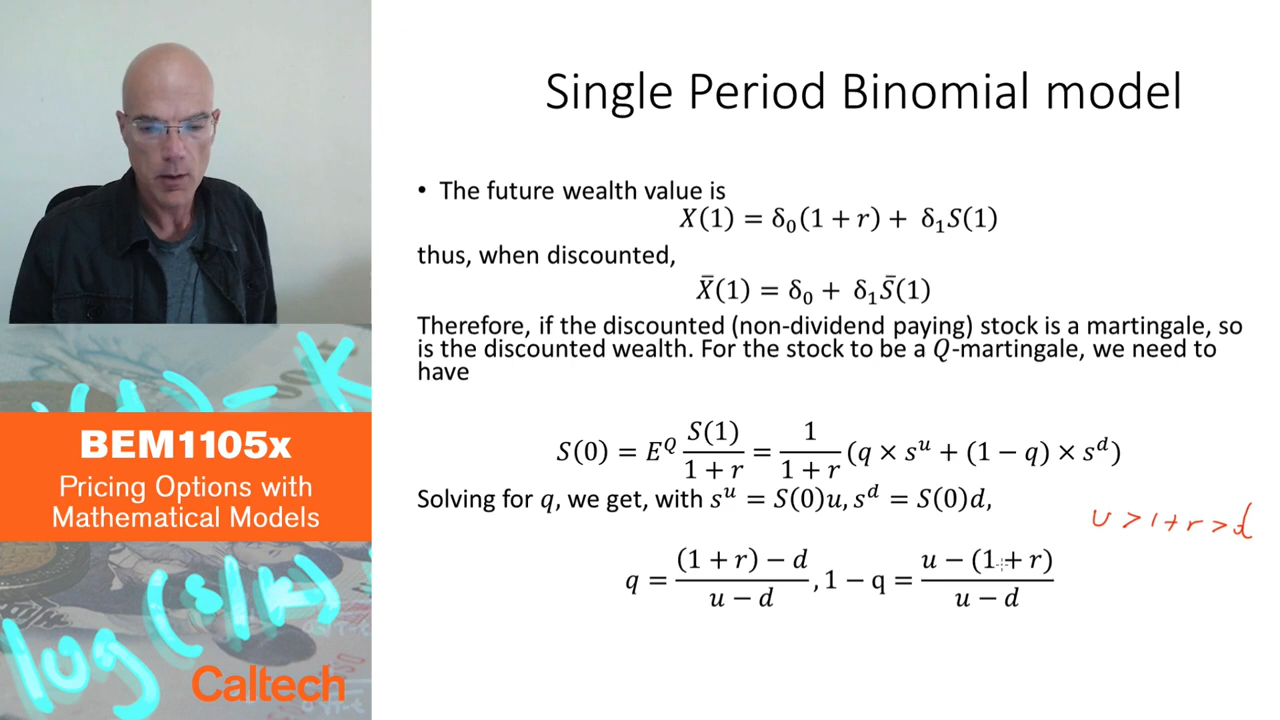 Single Period Binomial model
• The future wealth value is
X(1) = δ₀(1 + r) + δ₁S(1)
thus, when discounted,
X̄(1) = δ₀ + δ₁S̄(1)
Therefore, if the discounted (non-dividend paying) stock is a martingale, so
is the discounted wealth. For the stock to be a Q-martingale, we need to
have
S(0) = E^Q S(1)/(1 + r) = 1/(1 + r) (q × s^u + (1 − q) × s^d)
Solving for q, we get, with s^u = S(0)u, s^d = S(0)d,
u > 1 + r > d
q = ((1 + r) − d)/(u − d), 1 − q = (u − (1 + r))/(u − d)
BEM1105x
Pricing Options with
Mathematical Models
log(s/k)
Caltech